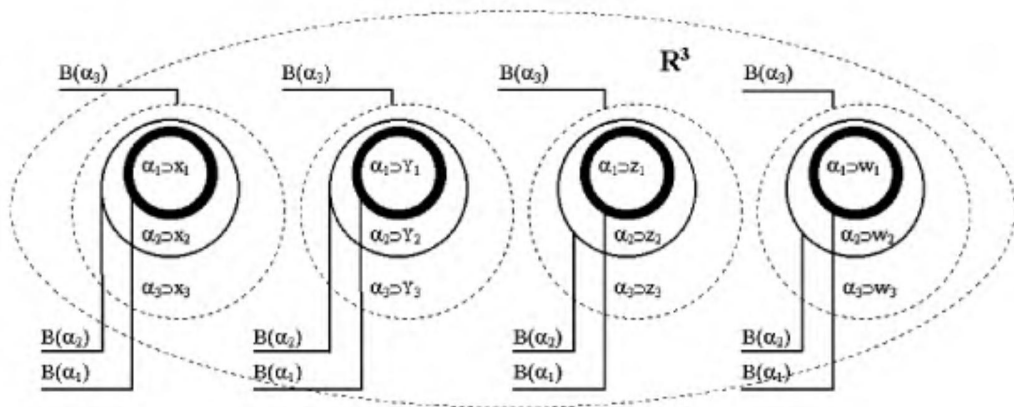 R³
B(α₃) B(α₃) B(α₃) B(α₃)
α₁⊃x₁ α₁⊃Y₁ α₁⊃z₁ α₁⊃w₁
α₂⊃x₂ α₂⊃Y₂ α₂⊃z₂ α₂⊃w₂
α₃⊃x₃ α₃⊃Y₃ α₃⊃z₃ α₃⊃w₃
B(α₂) B(α₂) B(α₂) B(α₂)
B(α₁) B(α₁) B(α₁) B(α₁)